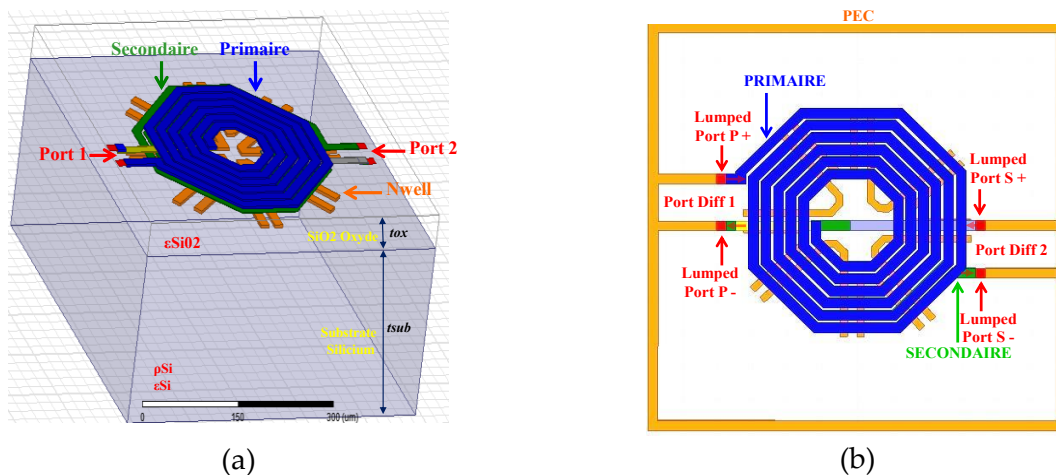 Secondaire
Primaire
Port 1
Port 2
Nwell
SiO2 Oxyde
tox
εSi02
tsub
Substrate
Silicium
ρSi
εSi
0
150
300 (um)
(a)
PEC
PRIMAIRE
Lumped
Port P +
Lumped
Port S +
Port Diff 1
Port Diff 2
Lumped
Port P -
Lumped
Port S -
SECONDAIRE
(b)